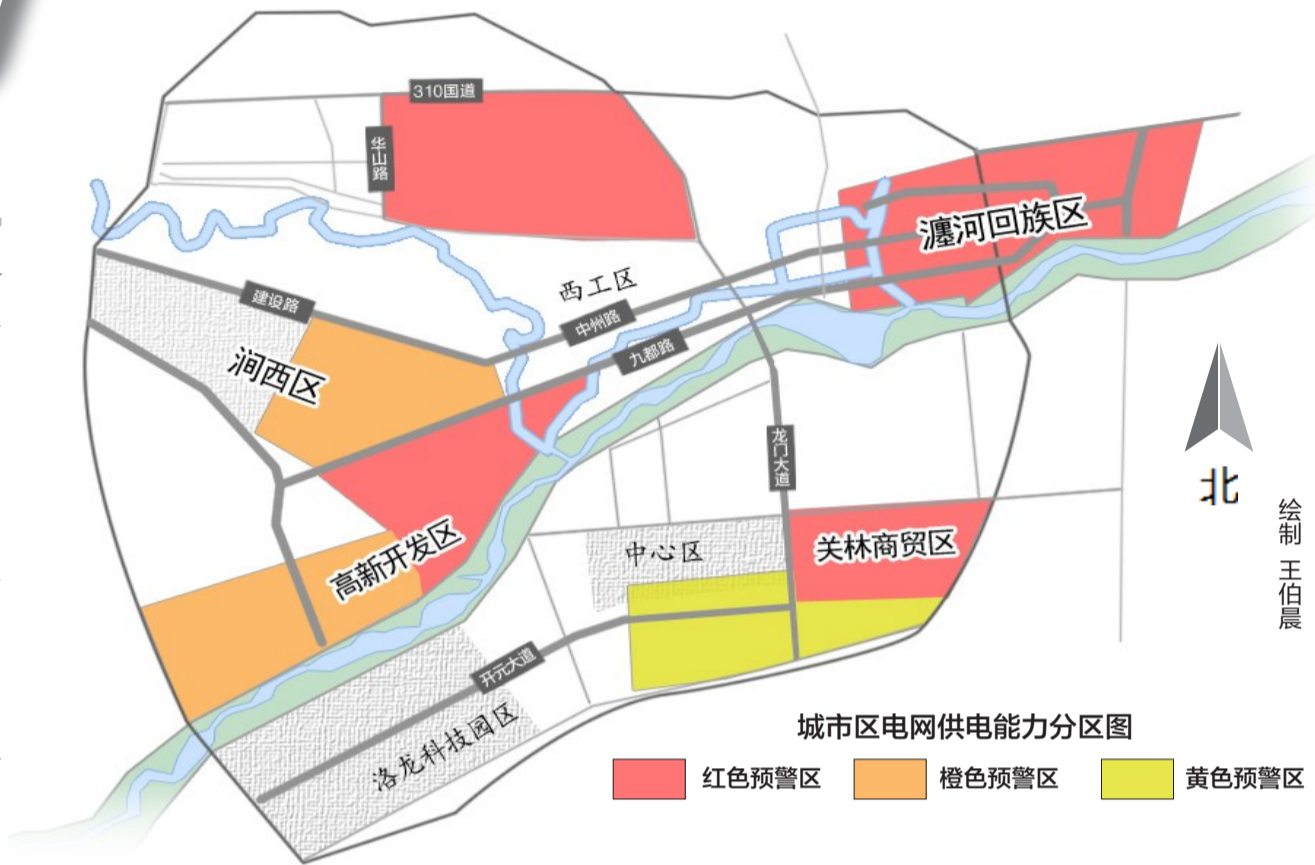 310国道
华山路
瀍河回族区
西工区
建设路
中州路
九都路
涧西区
龙门大道
北
高新开发区
中心区
关林商贸区
绘制 王伯晨
开元大道
洛龙科技园区
城市区电网供电能力分区图
红色预警区 橙色预警区 黄色预警区